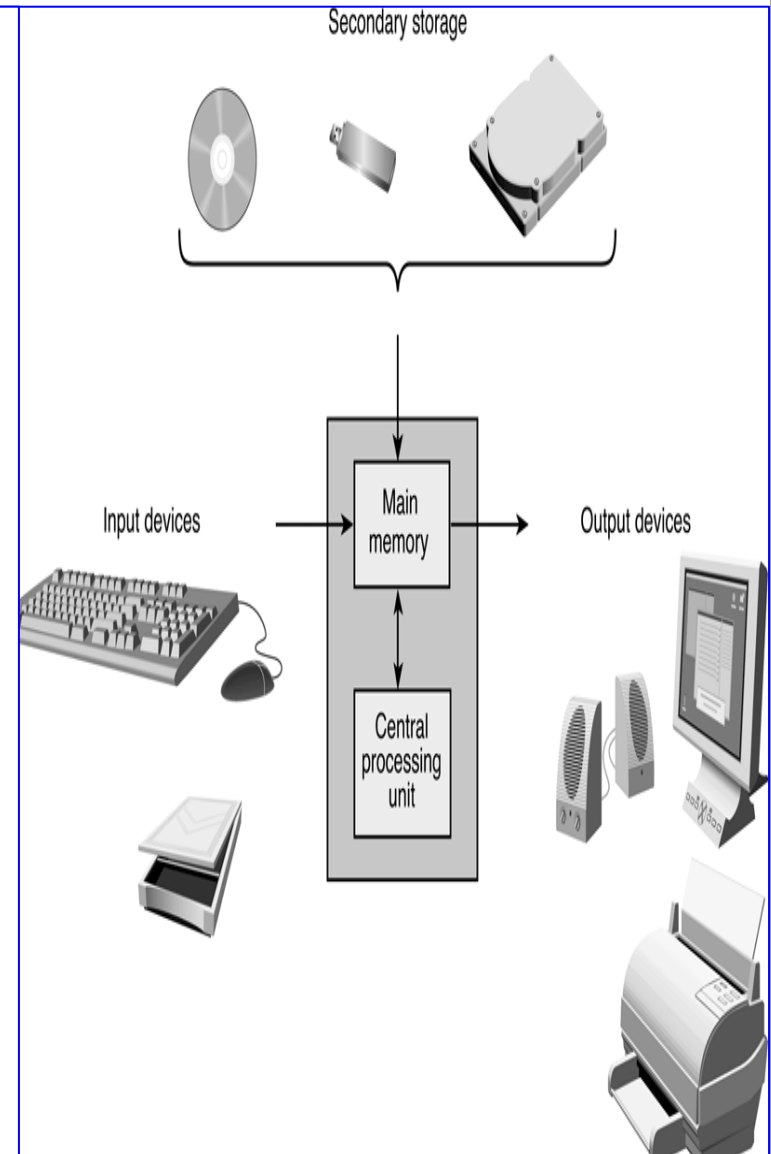 Secondary storage
Input devices
Main
memory
Output devices
Central
processing
unit